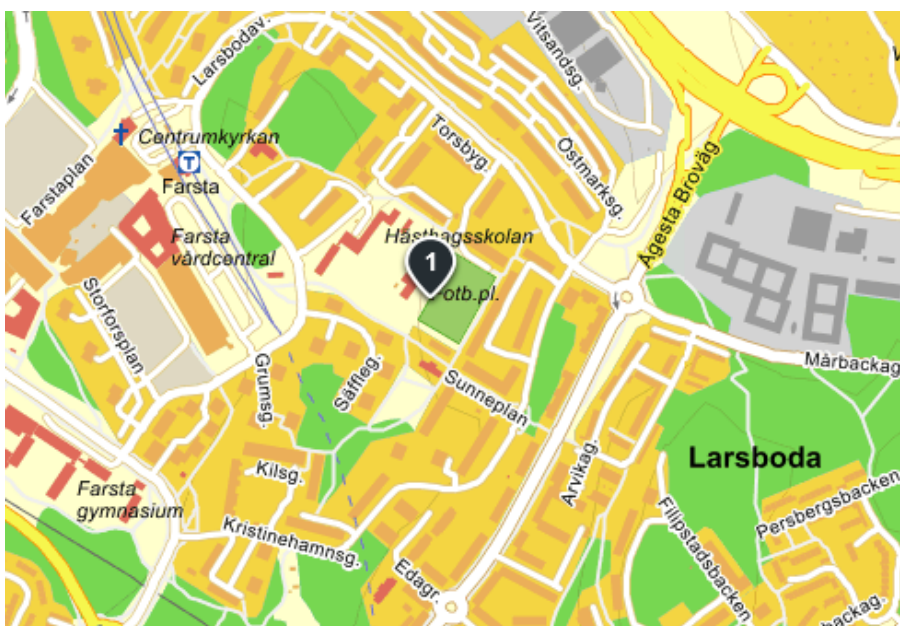 T
Larsbodav.
Vitsandsg.
Centrumkyrkan
T
Torsbyg.
Östmarksg.
Ågesta Broväg
Farstaplan
Farsta
Farsta
vårdcentral
Hästhagsskolan
1
otb.pl.
Storforsplan
Grumsg.
Säffleg.
Sunneplan
Mårbackag
Larsboda
Arvikag.
Kilsg.
Farsta
gymnasium
Kristinehamnsg.
Edagr.
Filipstadsbacken
Persbergsbacken
backag.